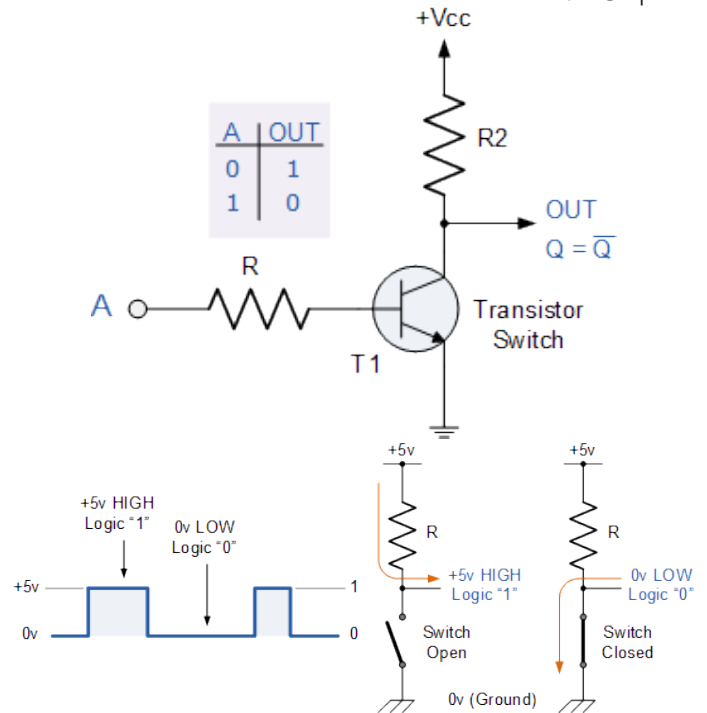 +Vcc
A OUT
0 1
1 0
R2
OUT
Q = Q̅
R
A
Transistor
Switch
T1
+5v HIGH
Logic "1"
0v LOW
Logic "0"
+5v
1
0v
0
+5v
R
+5v HIGH
Logic "1"
Switch
Open
+5v
R
0v LOW
Logic "0"
Switch
Closed
0v (Ground)